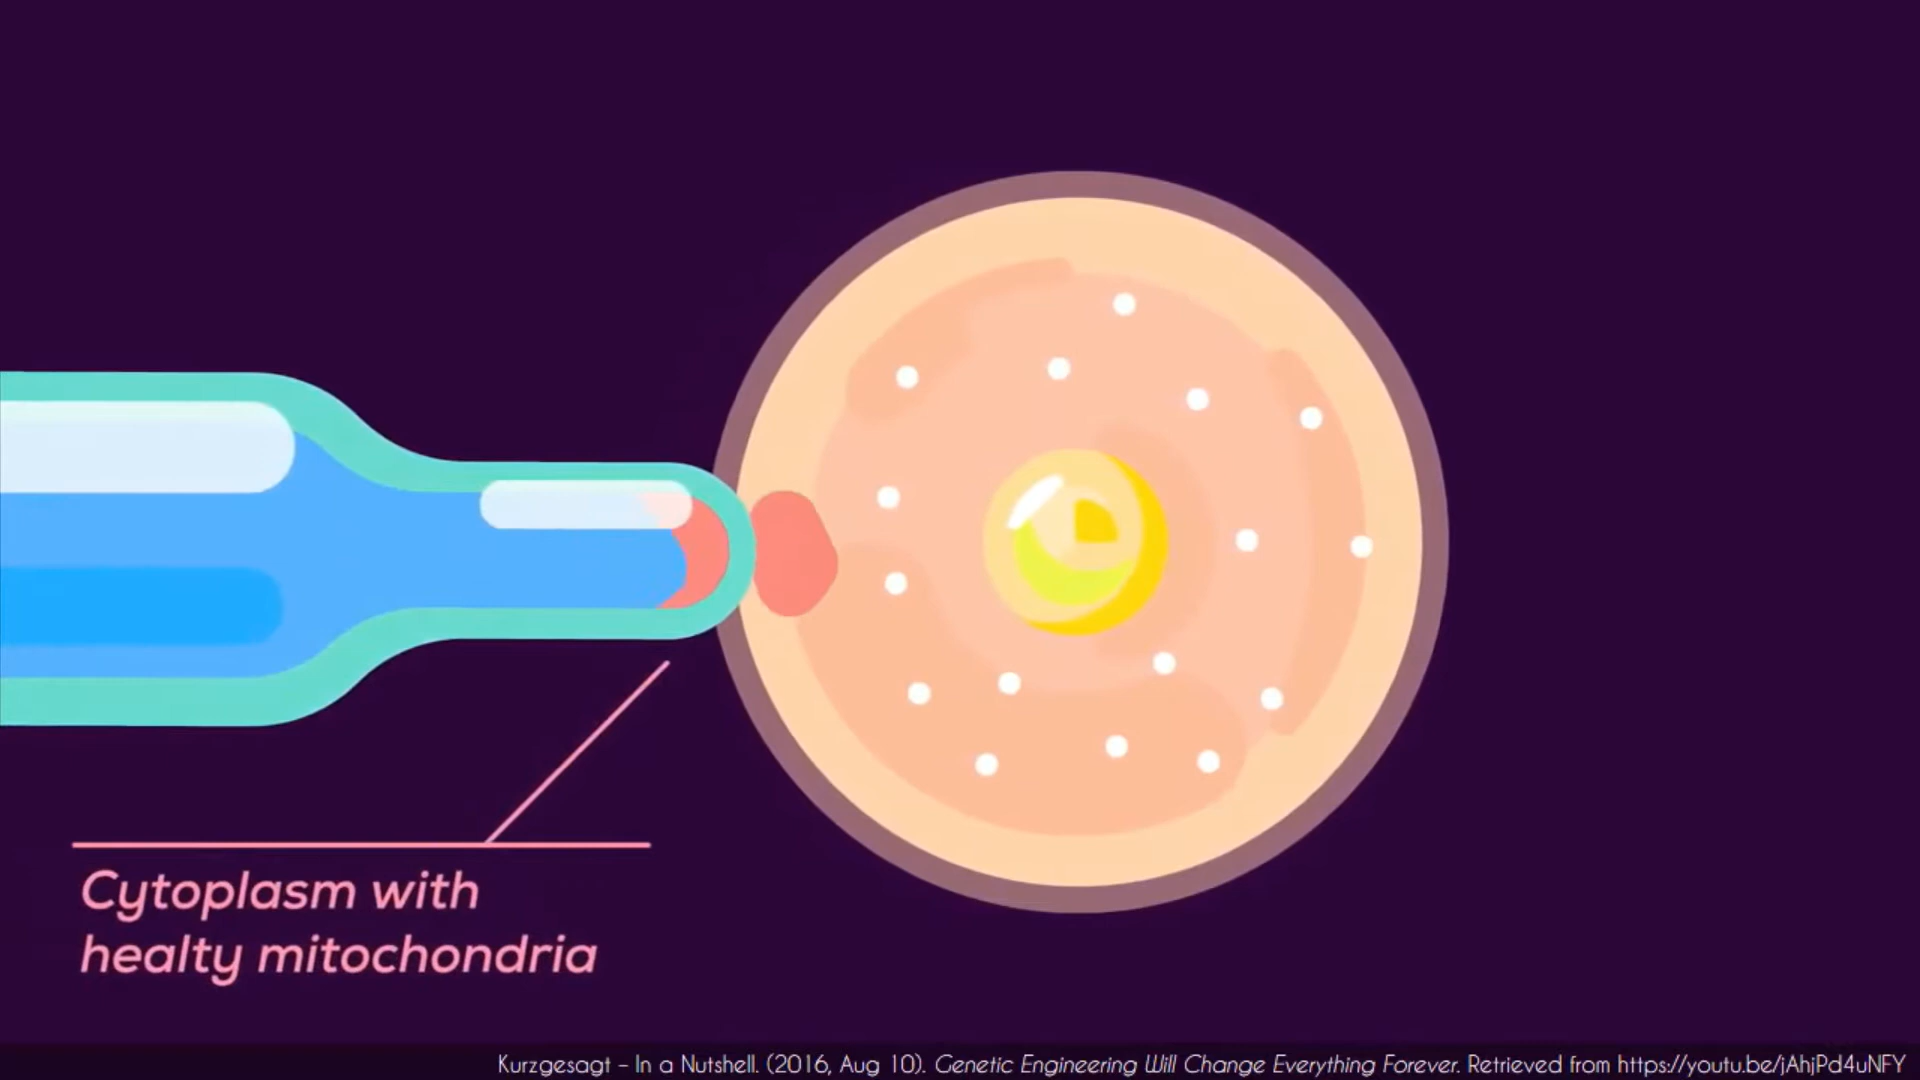 Cytoplasm with
healty mitochondria
Kurzgesagt – In a Nutshell. (2016, Aug 10). Genetic Engineering Will Change Everything Forever. Retrieved from https://youtu.be/jAhjPd4uNFY